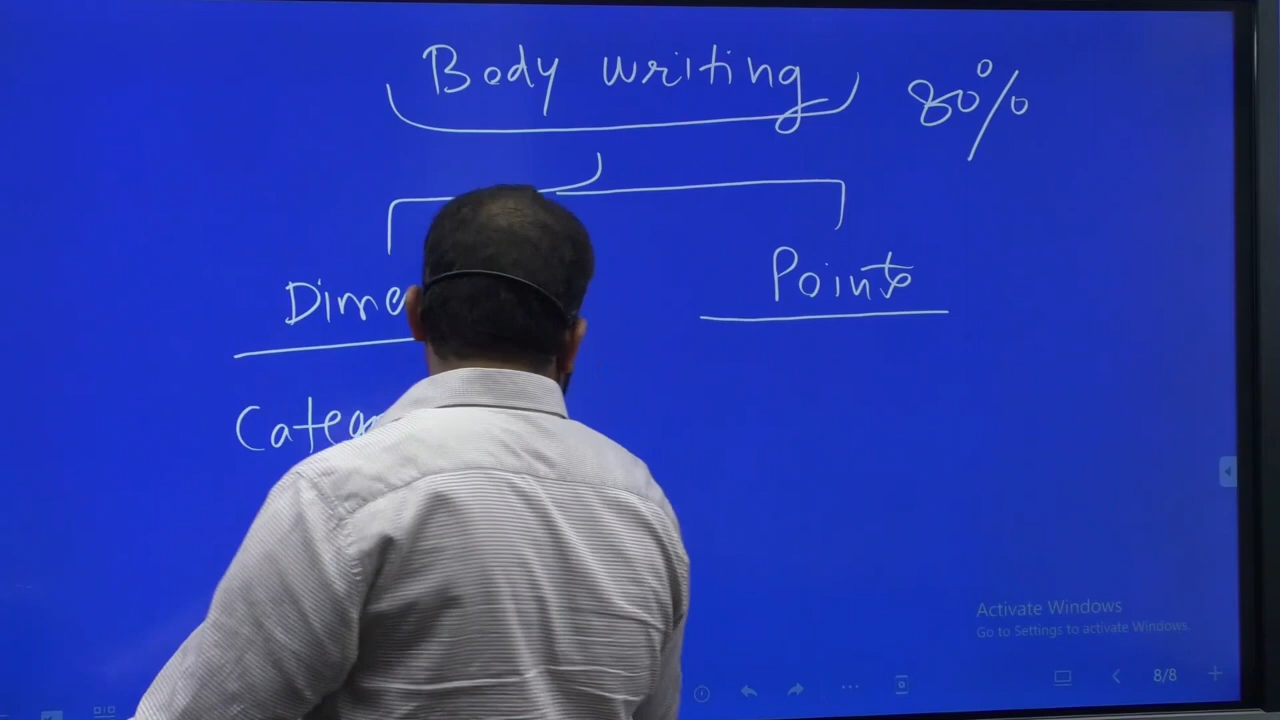 Body writing 80%
Points
Activate Windows
Go to Settings to activate Windows.
8/8